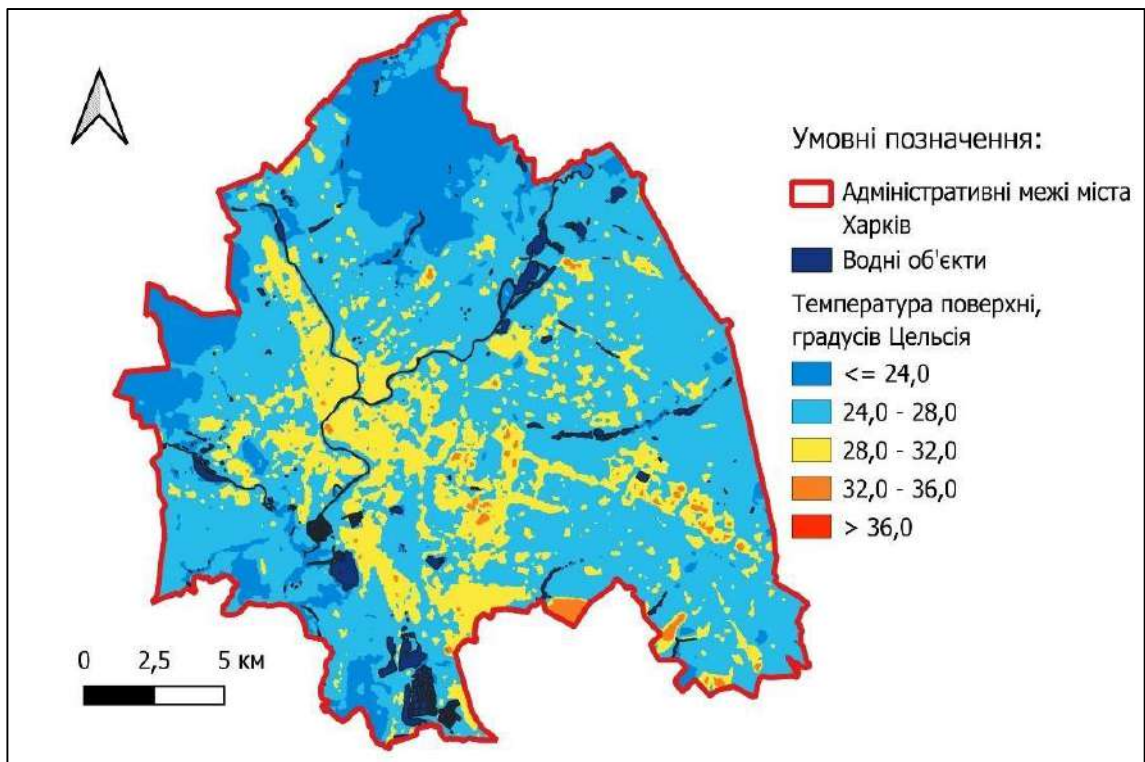 Умовні позначення:
Адміністративні межі міста
Харків
Водні об'єкти
Температура поверхні,
градусів Цельсія
<= 24,0
24,0 - 28,0
28,0 - 32,0
32,0 - 36,0
> 36,0
0 2,5 5 км